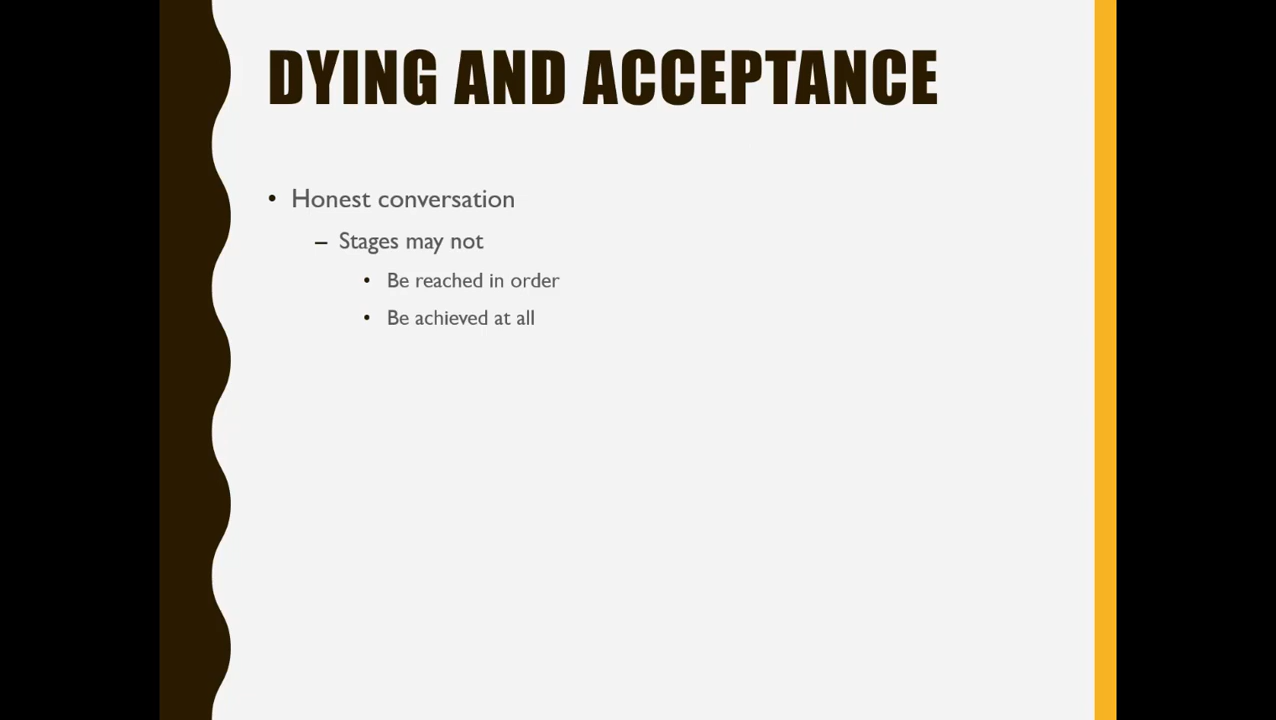 DYING AND ACCEPTANCE
• Honest conversation
– Stages may not
• Be reached in order
• Be achieved at all